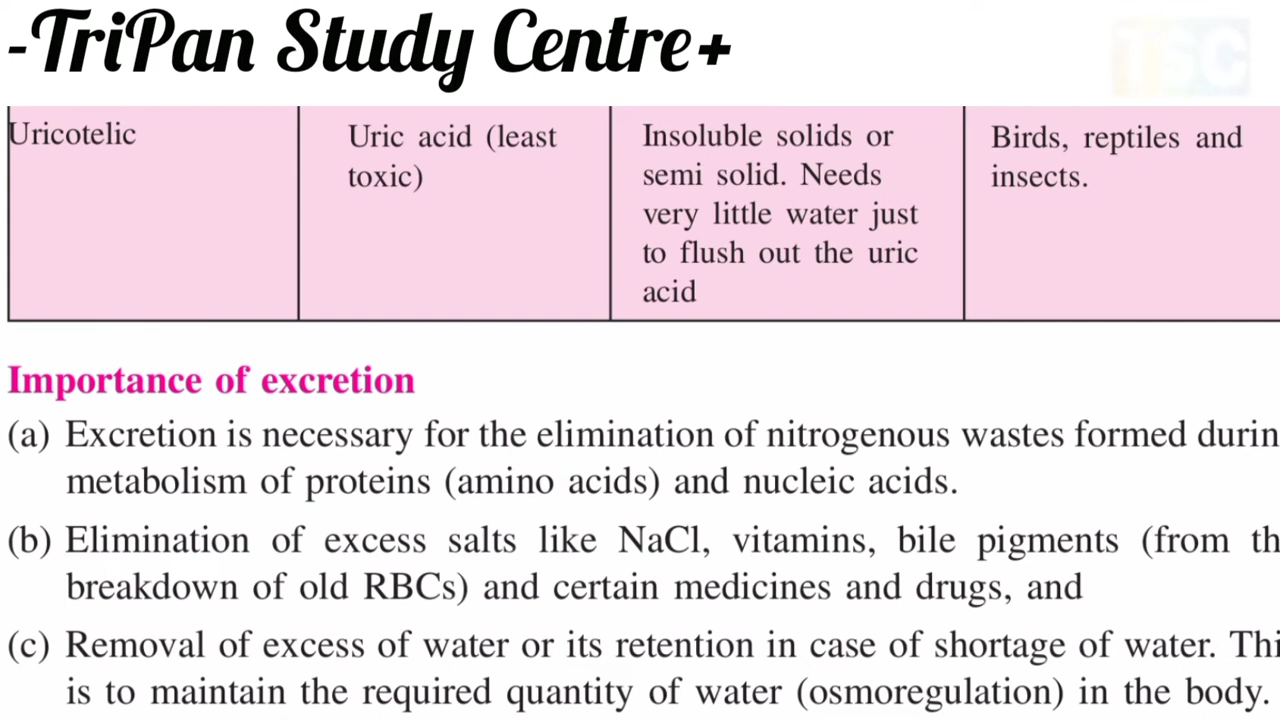 -TriPan Study Centre+
TSC
Uricotelic
Uric acid (least
toxic)
Insoluble solids or
semi solid. Needs
very little water just
to flush out the uric
acid
Birds, reptiles and
insects.
Importance of excretion
(a) Excretion is necessary for the elimination of nitrogenous wastes formed durin
metabolism of proteins (amino acids) and nucleic acids.
(b) Elimination of excess salts like NaCl, vitamins, bile pigments (from th
breakdown of old RBCs) and certain medicines and drugs, and
(c) Removal of excess of water or its retention in case of shortage of water. Thi
is to maintain the required quantity of water (osmoregulation) in the body.